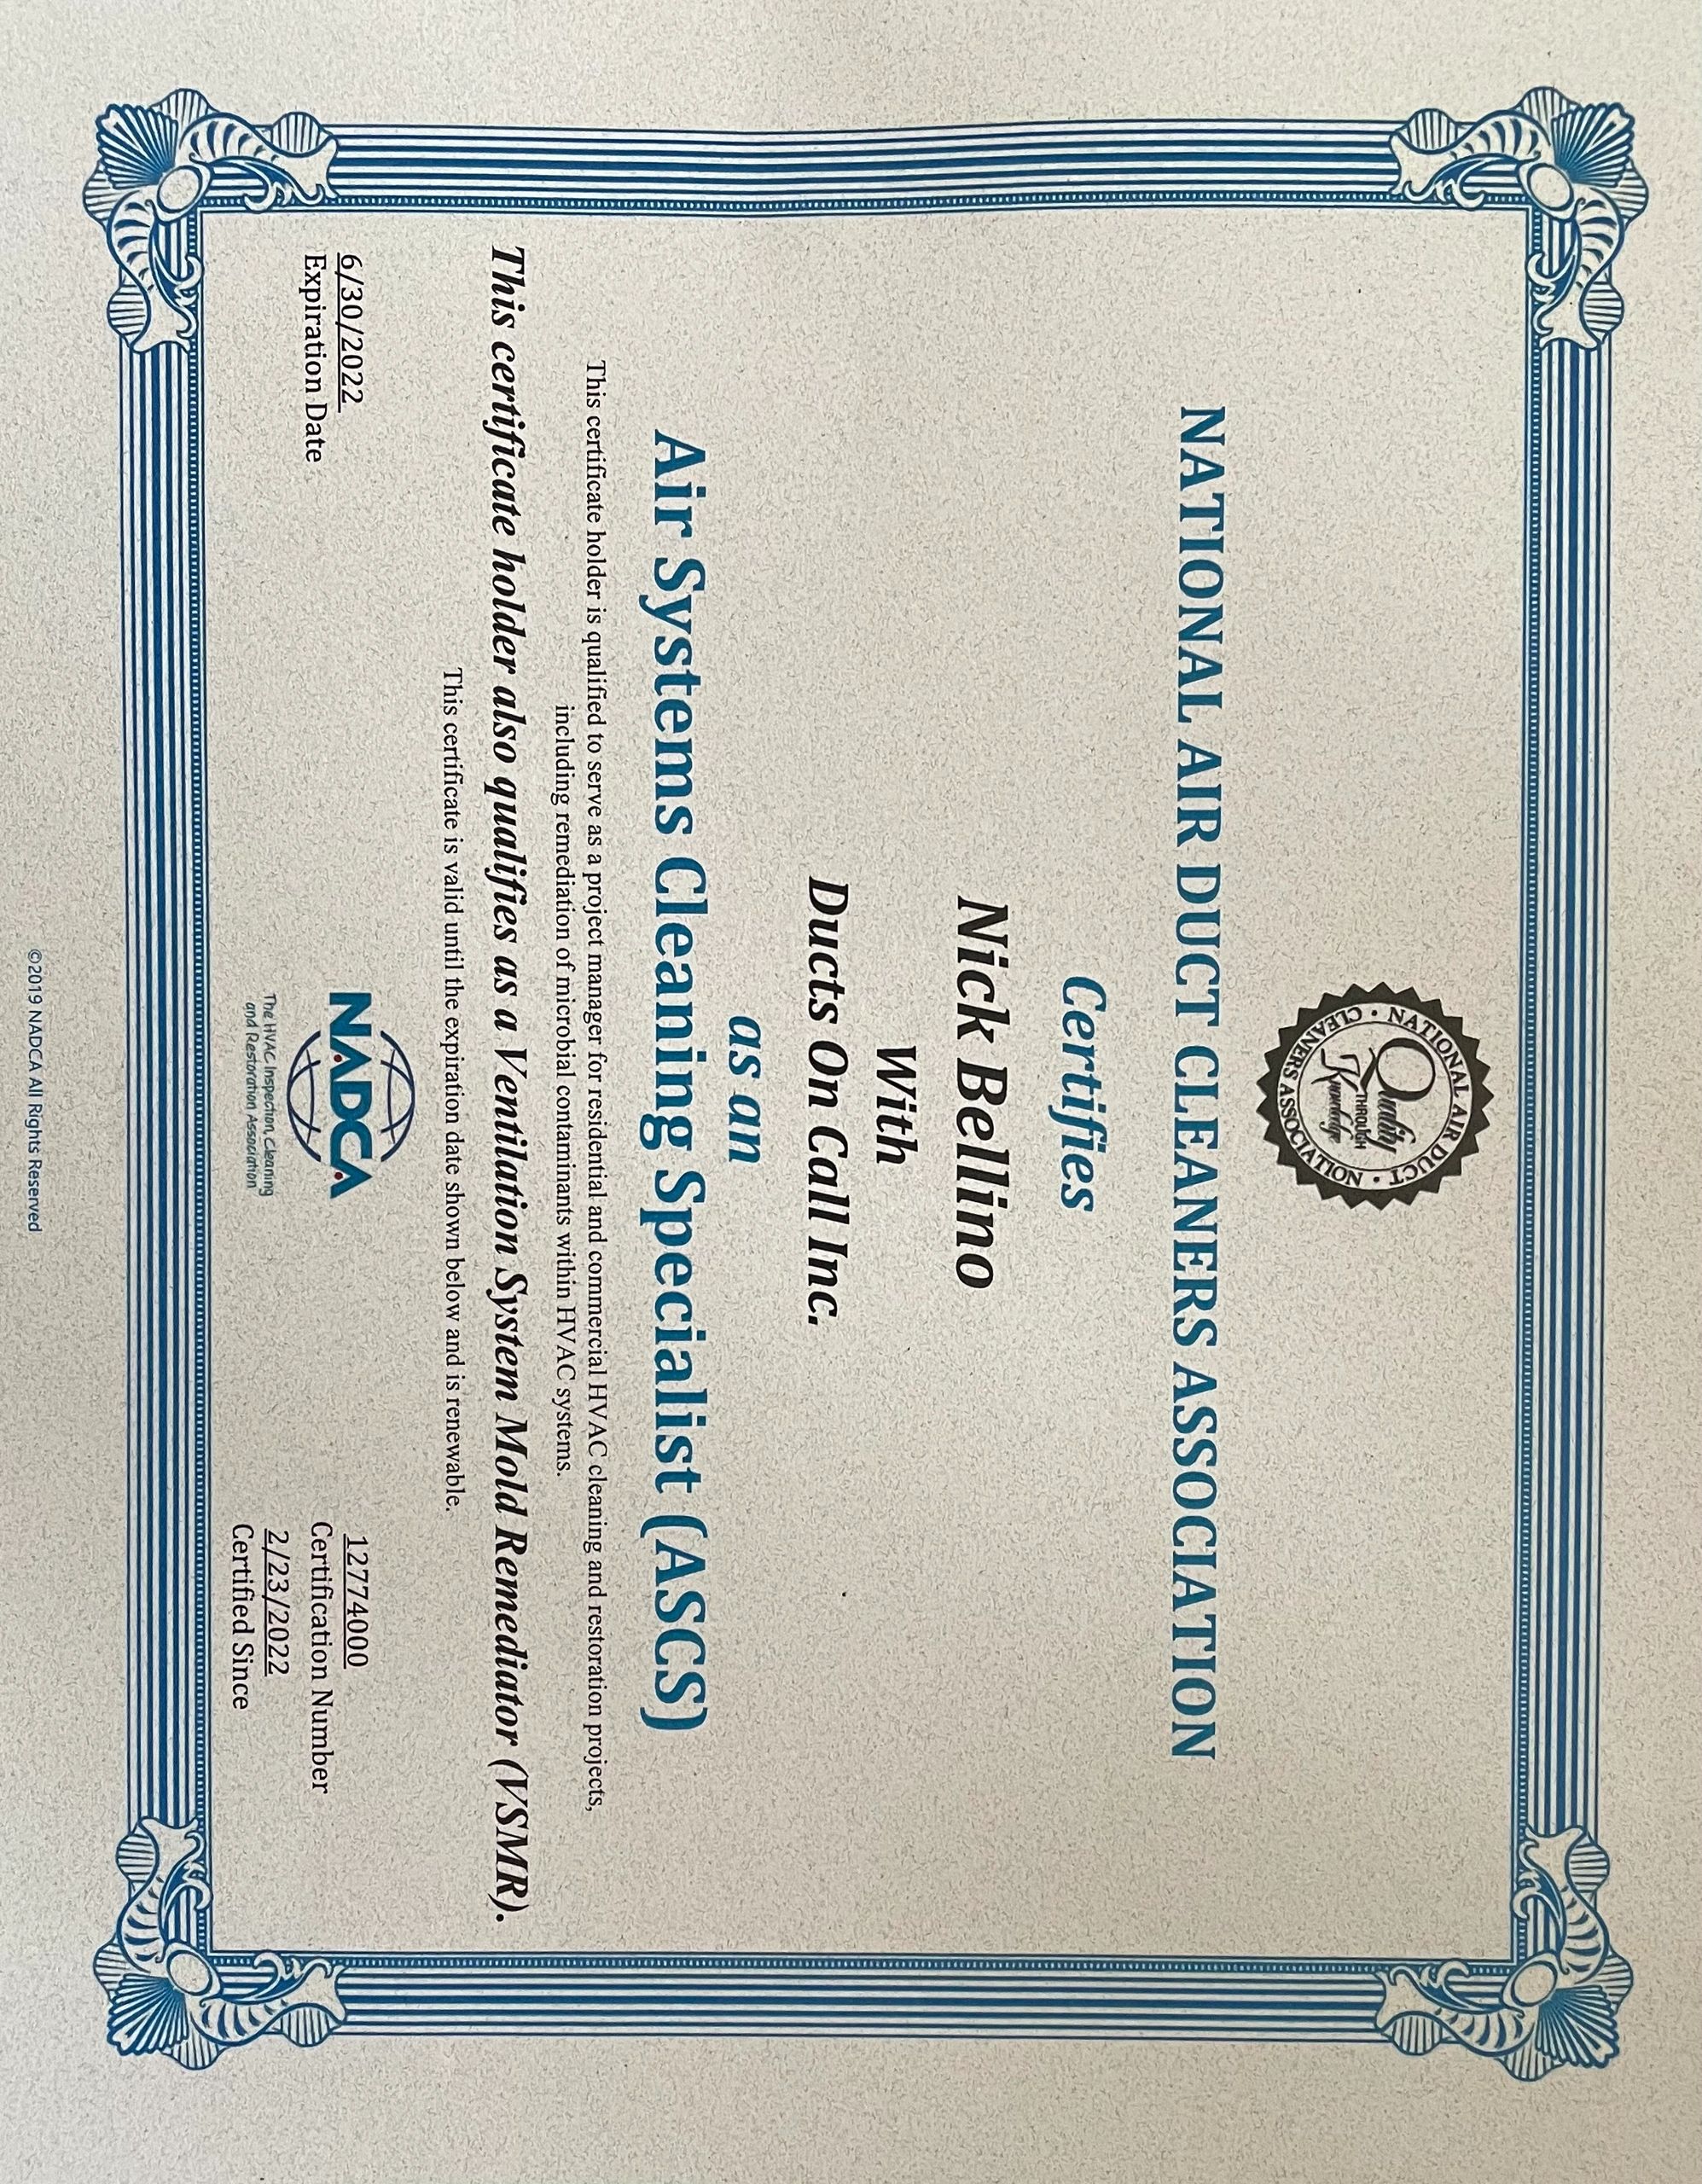 NATIONAL AIR DUCT CLEANERS ASSOCIATION
Quality
THROUGH
Knowledge
NATIONAL AIR DUCT CLEANERS ASSOCIATION
Certifies
Nick Bellino
With
Ducts On Call Inc.
as an
Air Systems Cleaning Specialist (ASCS)
This certificate holder is qualified to serve as a project manager for residential and commercial HVAC cleaning and restoration projects,
including remediation of microbial contaminants within HVAC systems.
This certificate holder also qualifies as a Ventilation System Mold Remediator (VSMR).
This certificate is valid until the expiration date shown below and is renewable.
6/30/2022
Expiration Date
NADCA
The HVAC Inspection, Cleaning
and Restoration Association
12774000
Certification Number
2/23/2022
Certified Since
©2019 NADCA All Rights Reserved